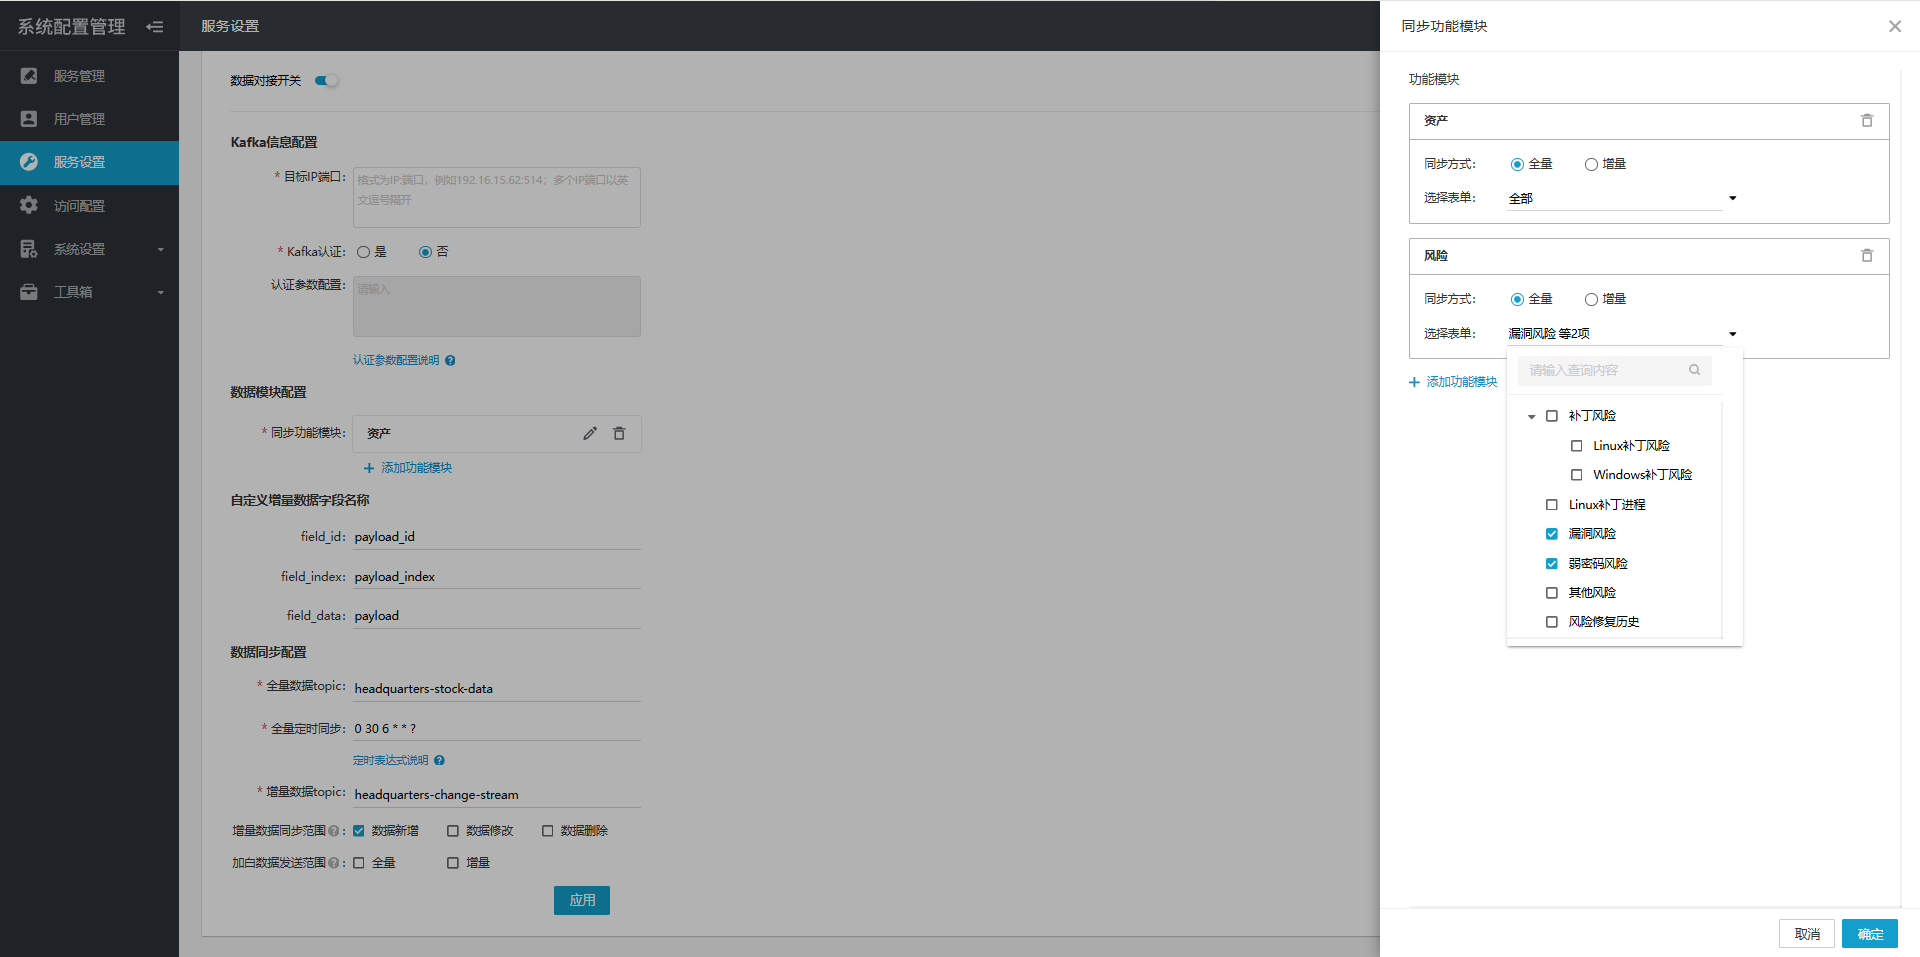 系统配置管理
服务管理
用户管理
服务设置
访问配置
系统设置
工具箱
服务设置
数据对接开关
Kafka信息配置
* 目标IP端口:
格式为IP:端口，例如192.16.15.62:514；多个IP端口以英
文逗号隔开
* Kafka认证: 是 否
认证参数配置: 请输入
认证参数配置说明
数据模块配置
* 同步功能模块: 资产
添加功能模块
自定义增量数据字段名称
field_id: payload_id
field_index: payload_index
field_data: payload
数据同步配置
* 全量数据topic: headquarters-stock-data
* 全量定时同步: 0 30 6 * * ?
定时表达式说明
* 增量数据topic: headquarters-change-stream
增量数据同步范围 : 数据新增 数据修改 数据删除
加白数据发送范围 : 全量 增量
应用
同步功能模块
功能模块
资产
同步方式: 全量 增量
选择表单: 全部
风险
同步方式: 全量 增量
选择表单: 漏洞风险 等2项
添加功能模块
请输入查询内容
补丁风险
Linux补丁风险
Windows补丁风险
Linux补丁进程
漏洞风险
弱密码风险
其他风险
风险修复历史
取消 确定